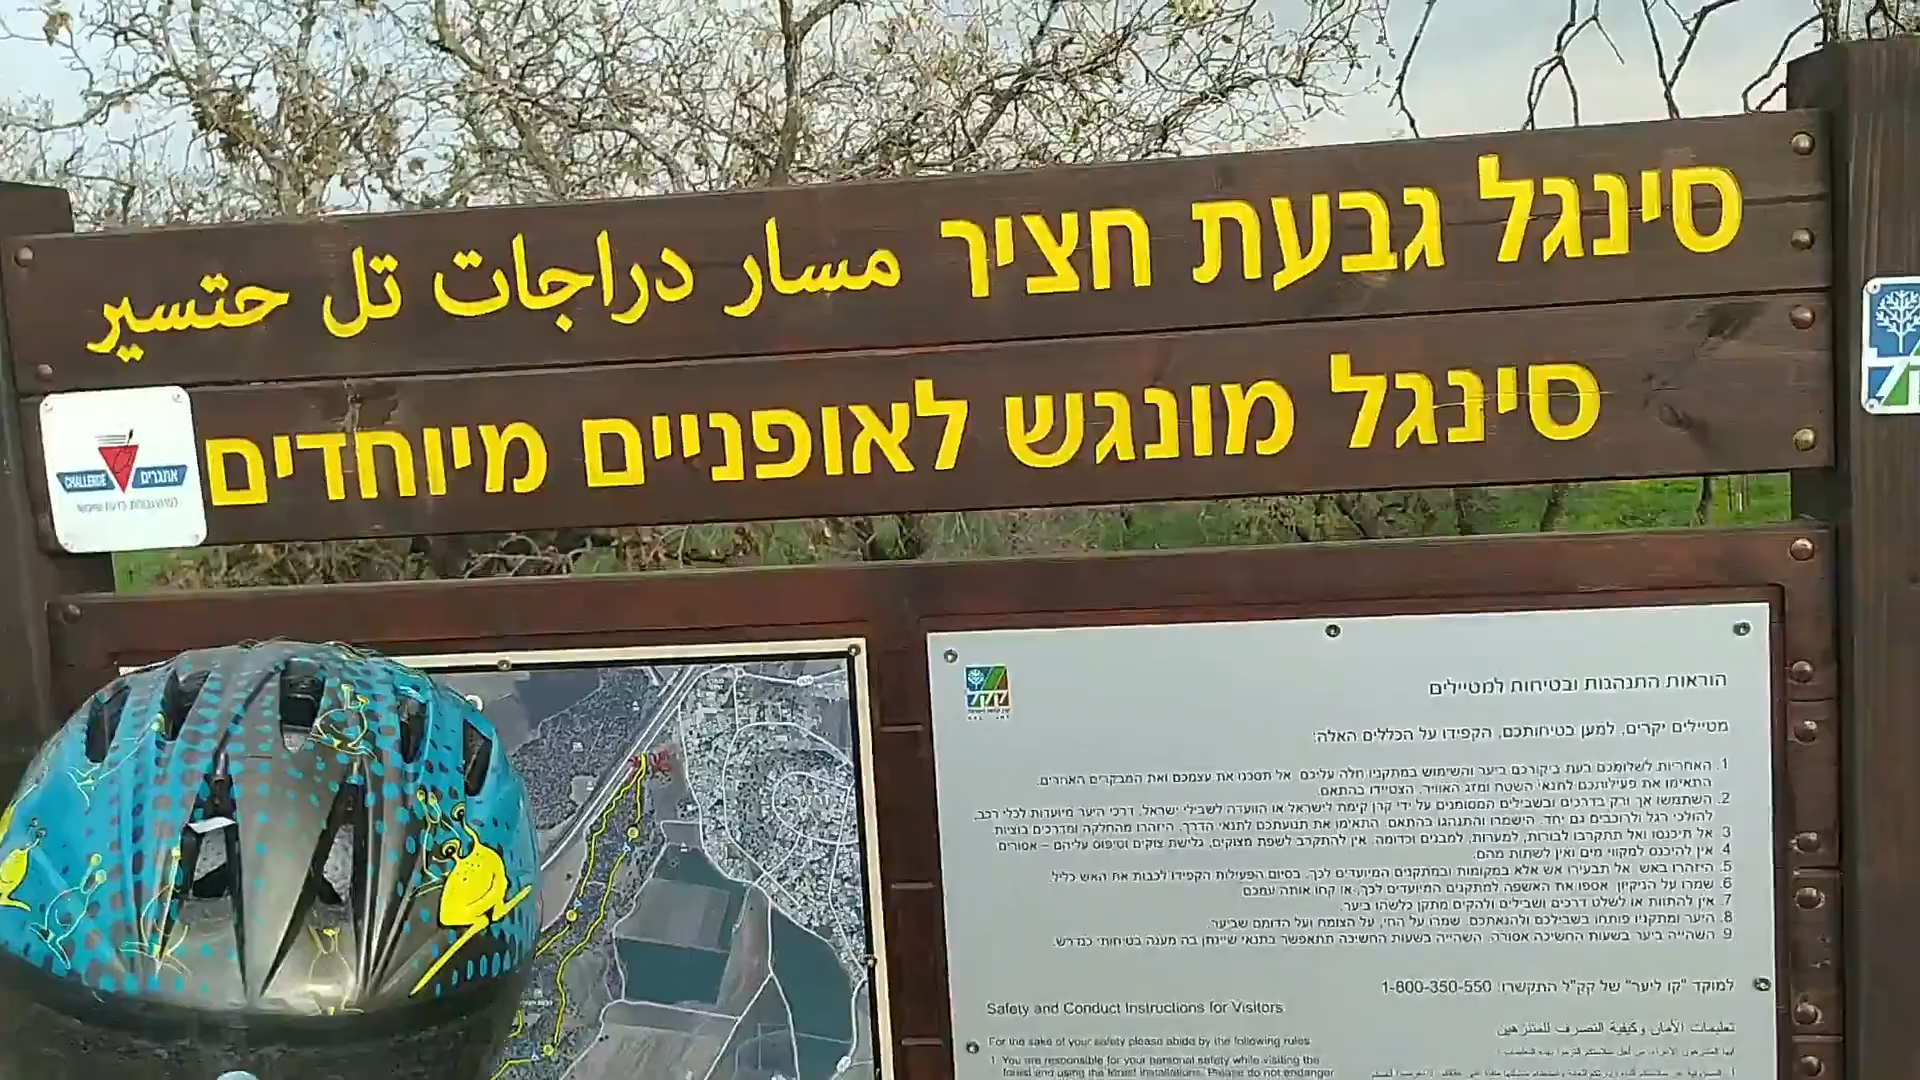 סינגל גבעת חציר مسار دراجات تل حتسير
סינגל מונגש לאופניים מיוחדים
CHALLENGE אתגרים
קקל
הוראות התנהגות ובטיחות למטיילים
מטיילים יקרים, למען בטיחותכם, הקפידו על הכללים האלה:
1. האחריות לשלומכם בעת ביקורכם ביער והשימוש במתקניו חלה עליכם. אל תסכנו את עצמכם ואת המבקרים האחרים.
התאימו את פעילותכם לתנאי השטח ומזג האוויר. הצטיידו בהתאם.
2. השתמשו אך ורק בדרכים ובשבילים המסומנים על ידי קרן קימת לישראל או הוועדה לשבילי ישראל. דרכי היער מיועדות לכלי רכב,
להולכי רגל ולרוכבים גם יחד. הישמרו והתנהגו בהתאם. התאימו את תנועתכם לתנאי הדרך. היזהרו מהחלקה ומדרכים בוציות
3. אל תיכנסו ואל תתקרבו לבורות, למערות, למבנים וכדומה. אין להתקרב לשפת מצוקים, גלישת צוקים וטיפוס עליהם – אסורים
4. אין להיכנס למקווי מים ואין לשתות מהם.
5. היזהרו באש. אל תבעירו אש אלא במקומות ובמתקנים המיועדים לכך. בסיום הפעילות הקפידו לכבות את האש כליל.
6. שמרו על הניקיון. אספו את האשפה למתקנים המיועדים לכך, או קחו אותה עמכם
7. אין להתוות או לשלט דרכים ושבילים ולהקים מתקן כלשהו ביער.
8. היער ומתקניו פותחו בשבילכם ולהנאתכם. שמרו על החי, על הצומח ועל הדומם שביער.
9. השהייה ביער בשעות החשיכה אסורה. השהייה בשעות החשיכה תתאפשר בתנאי שיינתן בה מענה בטיחותי כנדרש.
למוקד "קו ליער" של קק"ל התקשרו: 1-800-350-550
Safety and Conduct Instructions for Visitors
For the sake of your safety please abide by the following rules
1 You are responsible for your personal safety while visiting the
forest and using the forest installations. Please do not endanger
تعليمات الأمان وكيفية التصرف للمتنزهين